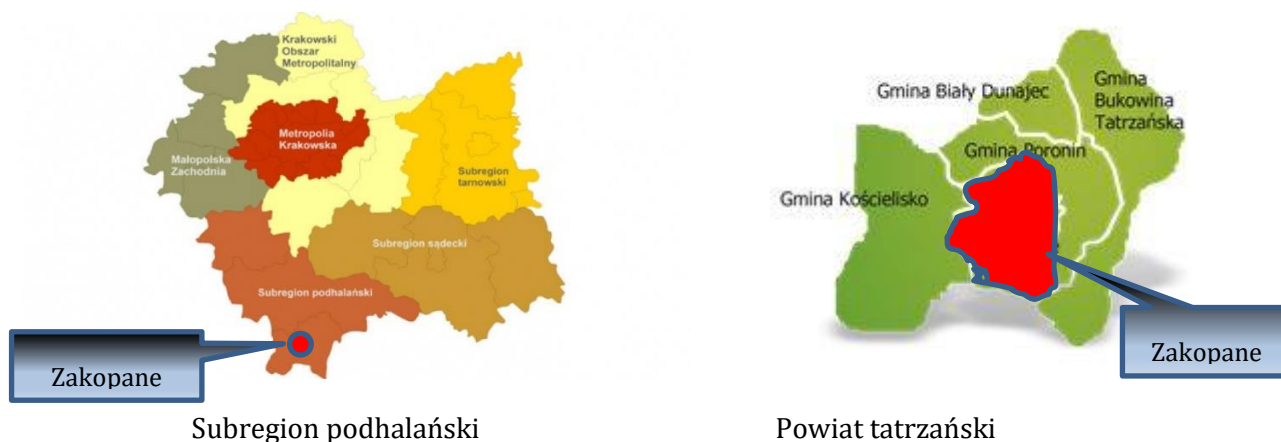 Krakowski
Obszar
Metropolitalny
Metropolia
Krakowska
Małopolska
Zachodnia
Subregion
tarnowski
Subregion sądecki
Subregion podhalański
Zakopane
Subregion podhalański
Gmina Biały Dunajec
Gmina
Bukowina
Tatrzańska
Gmina Poronin
Gmina Kościelisko
Zakopane
Powiat tatrzański